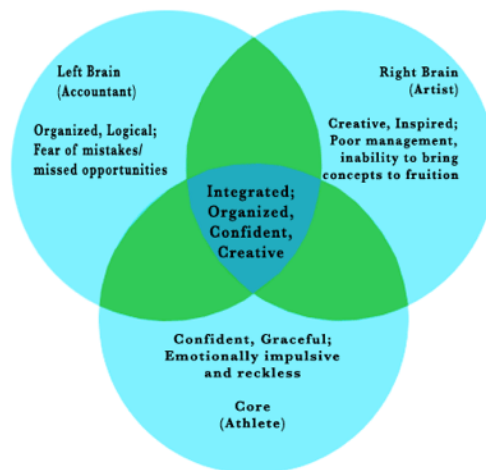 Left Brain
(Accountant)
Organized, Logical;
Fear of mistakes/
missed opportunities
Right Brain
(Artist)
Creative, Inspired;
Poor management,
inability to bring
concepts to fruition
Integrated;
Organized,
Confident,
Creative
Confident, Graceful;
Emotionally impulsive
and reckless
Core
(Athlete)